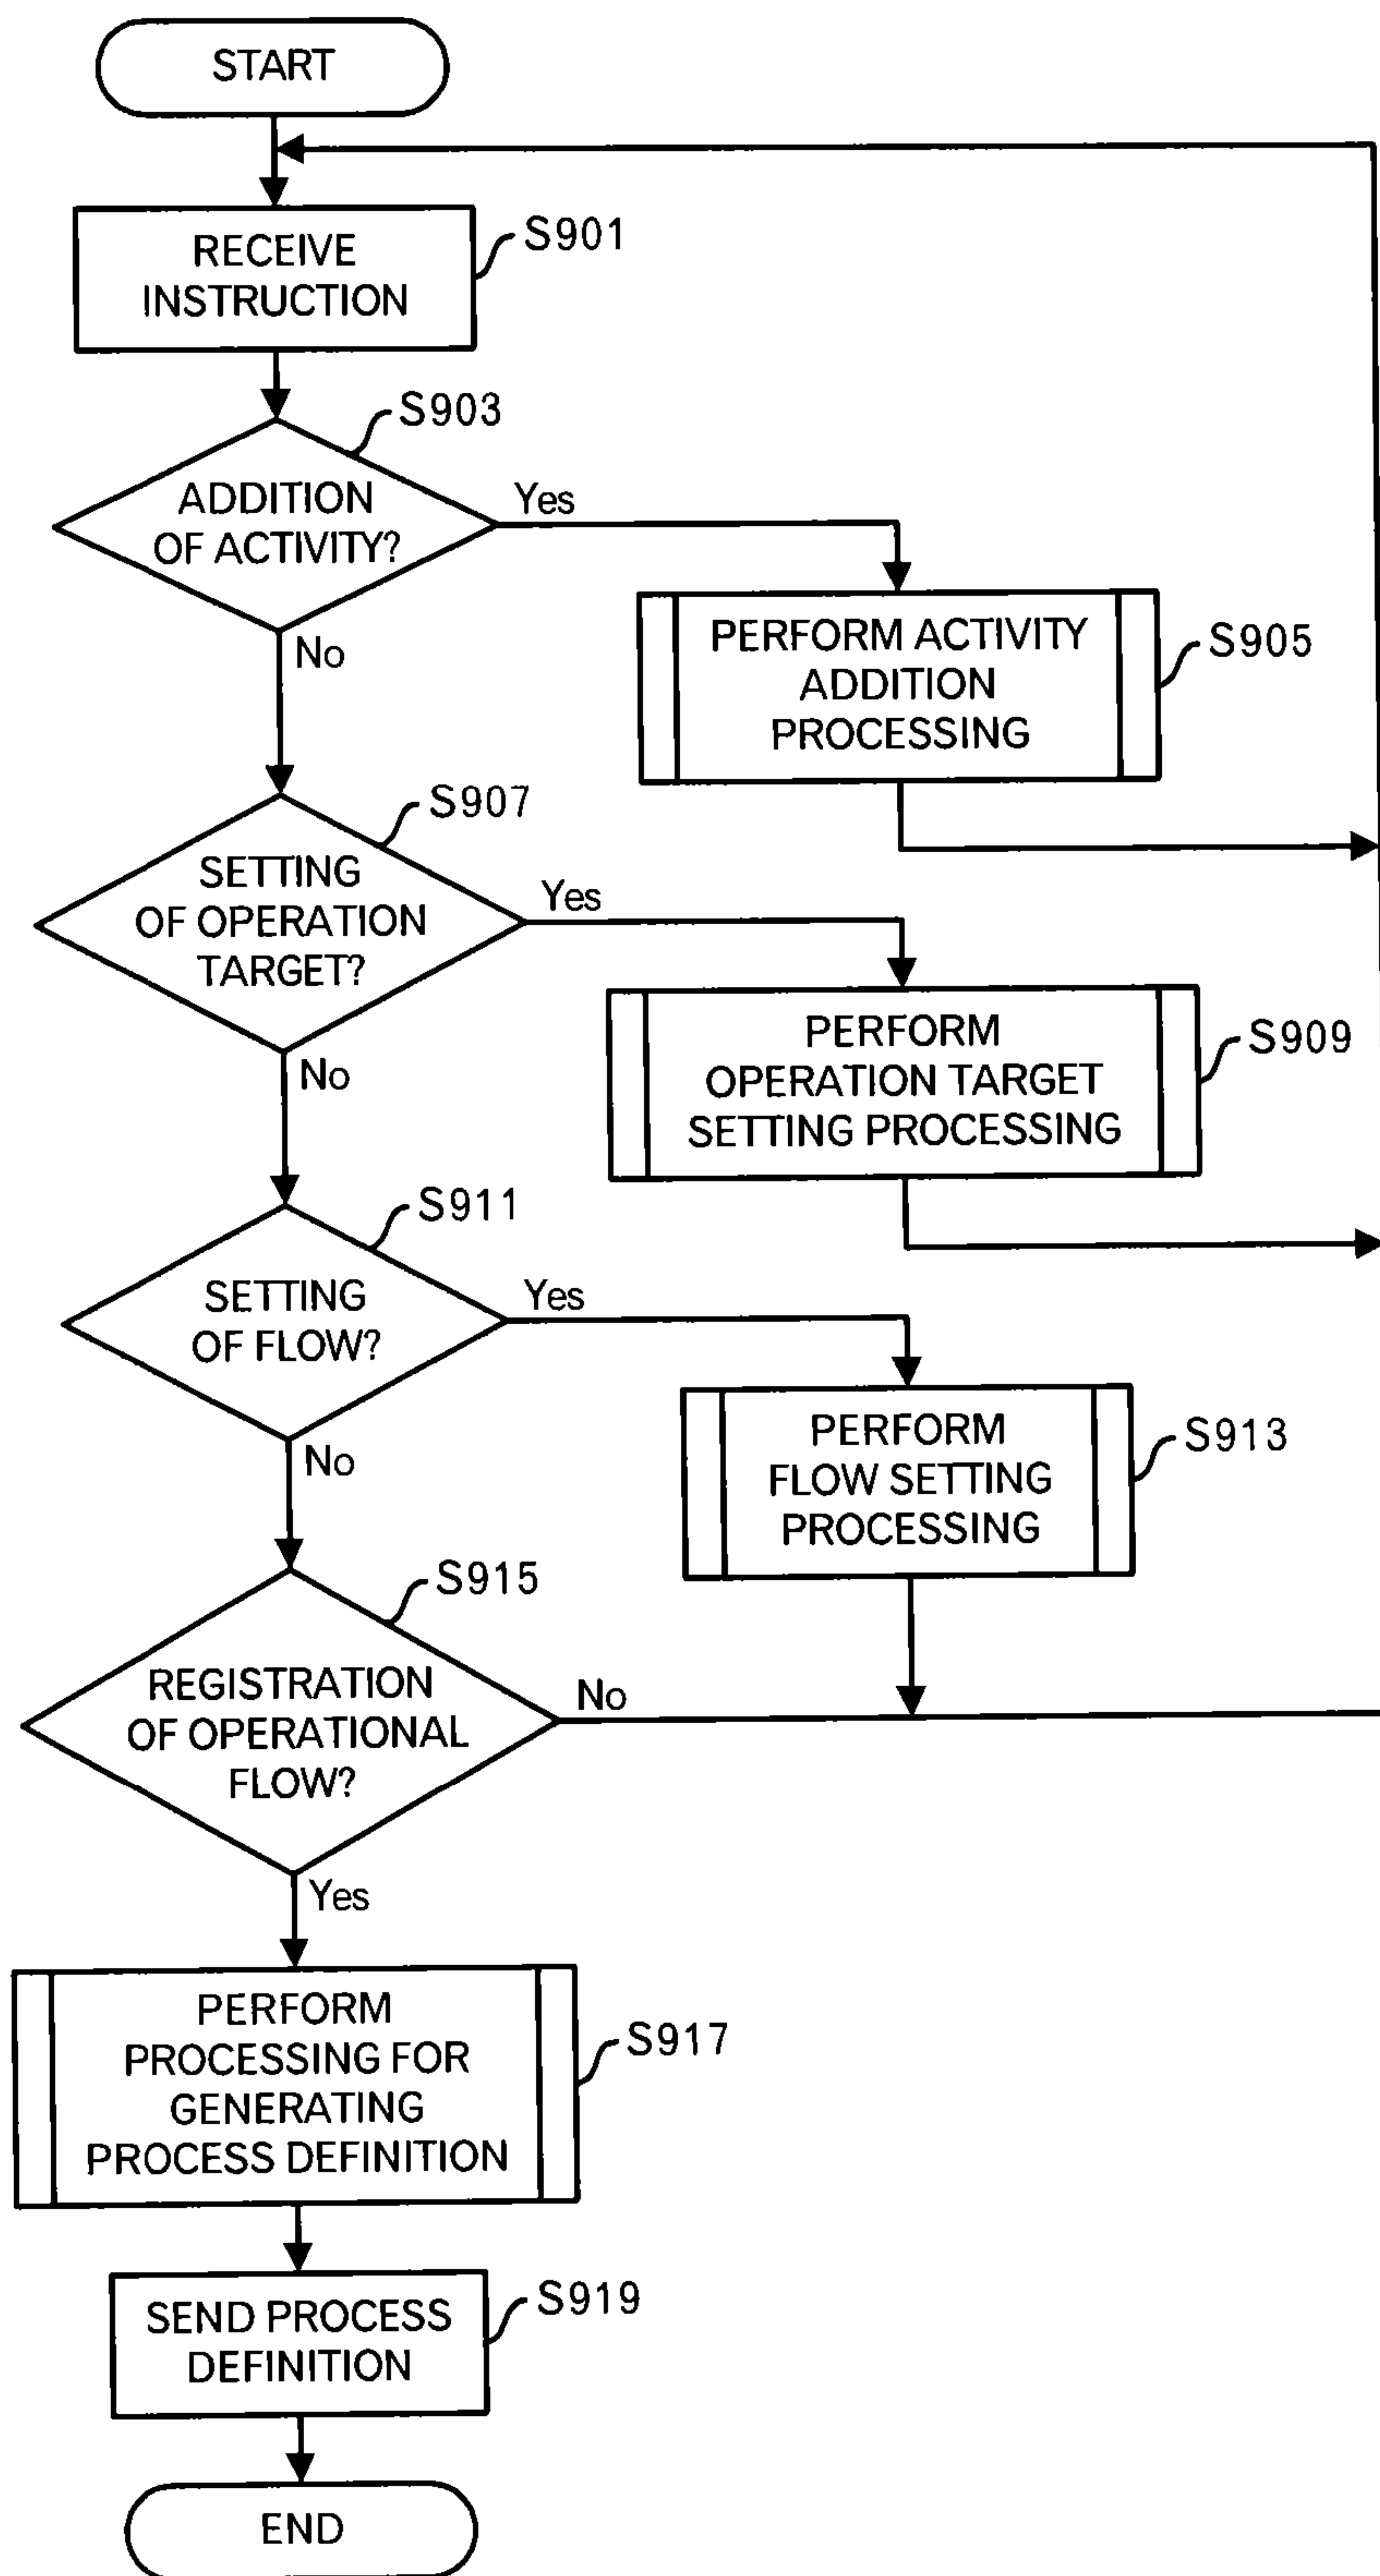 START
RECEIVE
INSTRUCTION
S901
S903
ADDITION
OF ACTIVITY?
Yes
No
PERFORM ACTIVITY
ADDITION
PROCESSING
S905
S907
SETTING
OF OPERATION
TARGET?
Yes
No
PERFORM
OPERATION TARGET
SETTING PROCESSING
S909
S911
SETTING
OF FLOW?
Yes
No
PERFORM
FLOW SETTING
PROCESSING
S913
S915
REGISTRATION
OF OPERATIONAL
FLOW?
No
Yes
PERFORM
PROCESSING FOR
GENERATING
PROCESS DEFINITION
S917
SEND PROCESS
DEFINITION
S919
END